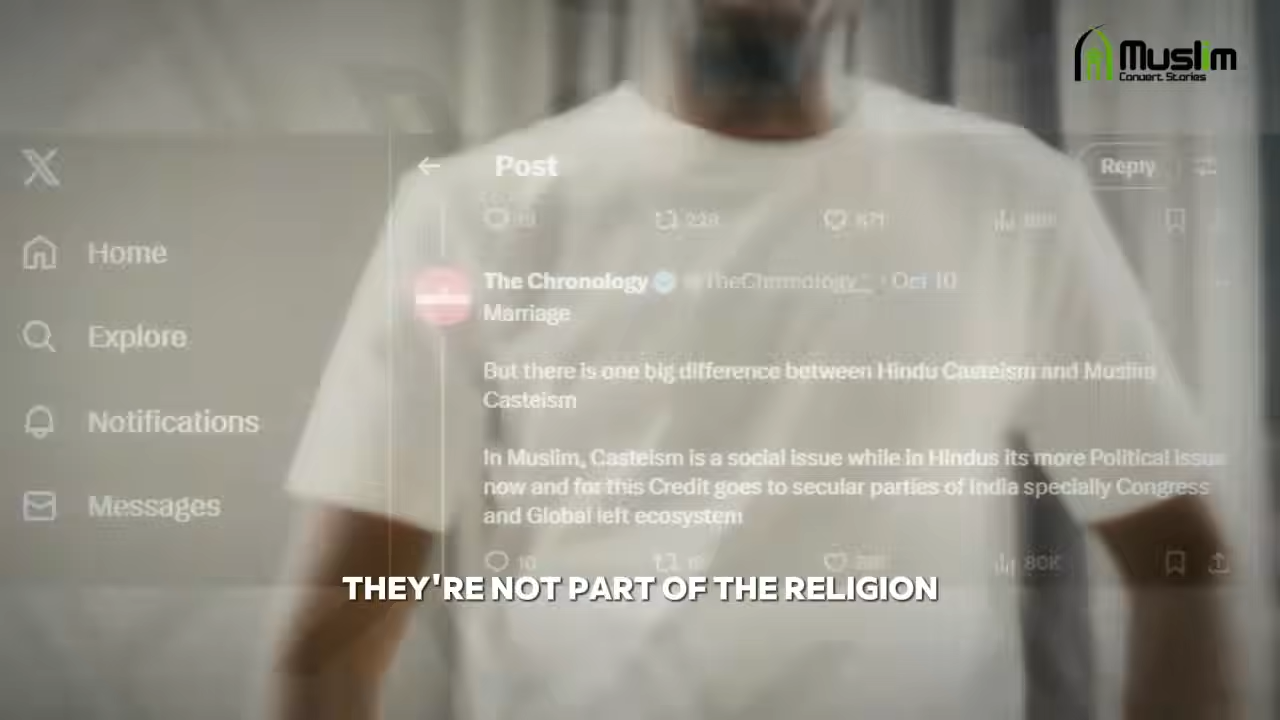 Muslim
Convert Stories
X
Post
Reply
Home
The Chronology
Oct 10
Marriage
Explore
But there is one big difference between Hindu Casteism and Muslim
Casteism
Notifications
In Muslim, Casteism is a social issue while in Hindus its more Political issue
now and for this Credit goes to secular parties of India specially Congress
Messages
and Global left ecosystem
10
80K
THEY'RE NOT PART OF THE RELIGION